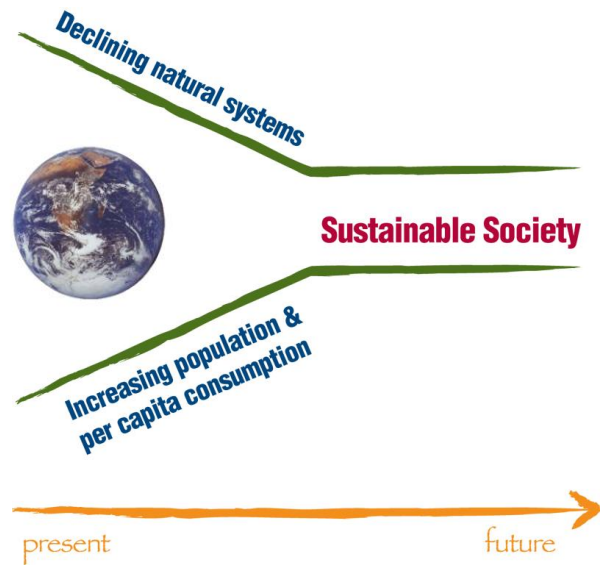 Declining natural systems
Sustainable Society
Increasing population &
per capita consumption
present
future